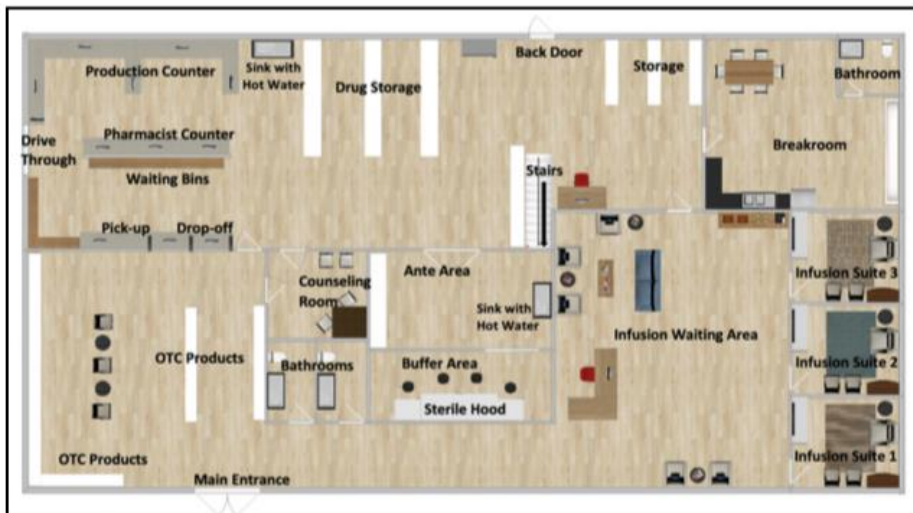 Back Door
Production Counter
Sink with
Hot Water
Drug Storage
Storage
Bathroom
Drive
Through
Pharmacist Counter
Breakroom
Waiting Bins
Stairs
Pick-up
Drop-off
Counseling
Room
Ante Area
Sink with
Hot Water
Infusion Suite 3
Infusion Waiting Area
OTC Products
Bathrooms
Buffer Area
Infusion Suite 2
Sterile Hood
OTC Products
Infusion Suite 1
Main Entrance